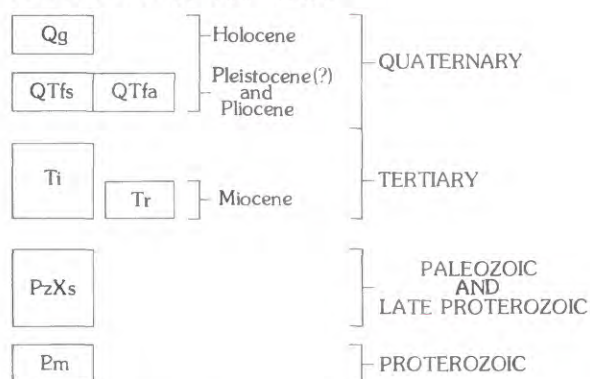 Qg
Holocene
QUATERNARY
QTfs
QTfa
Pleistocene(?)
and
Pliocene
Ti
Tr
Miocene
TERTIARY
PzXs
PALEOZOIC
AND
LATE PROTEROZOIC
Pm
PROTEROZOIC